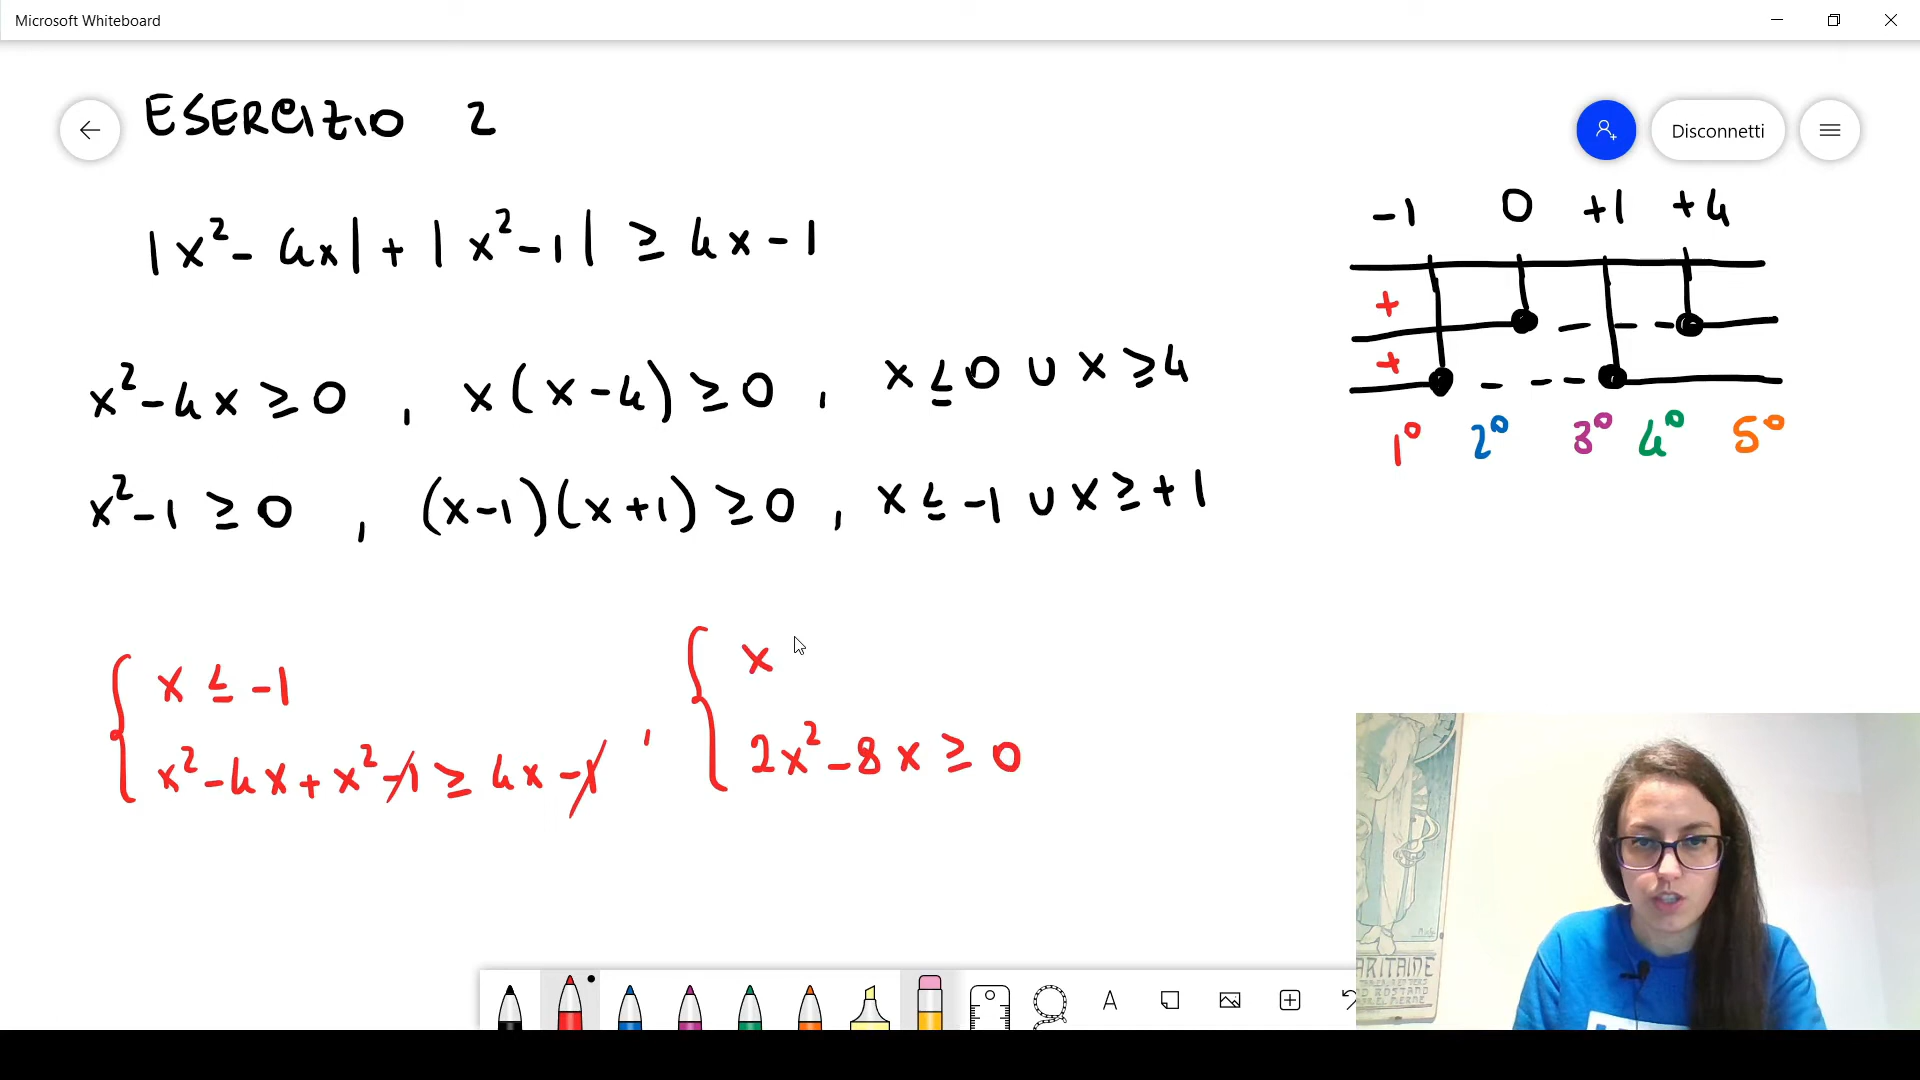 Microsoft Whiteboard
ESERCIZIO 2
Disconnetti
|x²-4x|+|x²-1| ≥ 4x-1
-1 0 +1 +4
+
+
1° 2° 3° 4° 5°
x²-4x ≥ 0 , x(x-4) ≥ 0 , x ≤ 0 ∪ x ≥ 4
x²-1 ≥ 0 , (x-1)(x+1) ≥ 0 , x ≤ -1 ∪ x ≥ +1
{ x ≤ -1
x²-4x+x²-1 ≥ 4x-1 ,
{ x
2x²-8x ≥ 0
A